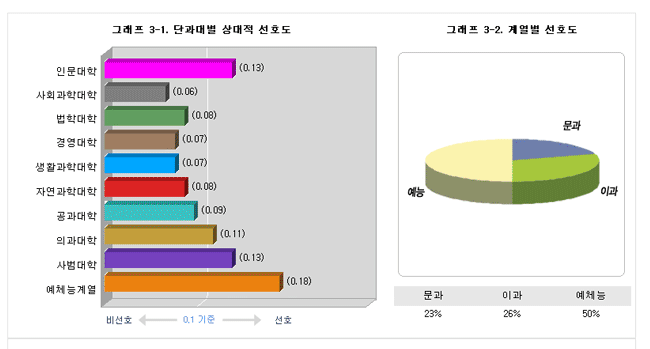 그래프 3-1. 단과대별 상대적 선호도
인문대학 (0.13)
사회과학대학 (0.06)
법학대학 (0.08)
경영대학 (0.07)
생활과학대학 (0.07)
자연과학대학 (0.08)
공과대학 (0.09)
의과대학 (0.11)
사범대학 (0.13)
예체능계열 (0.18)
비선호 0.1 기준 선호
그래프 3-2. 계열별 선호도
문과
예능 이과
문과 이과 예체능
23% 26% 50%